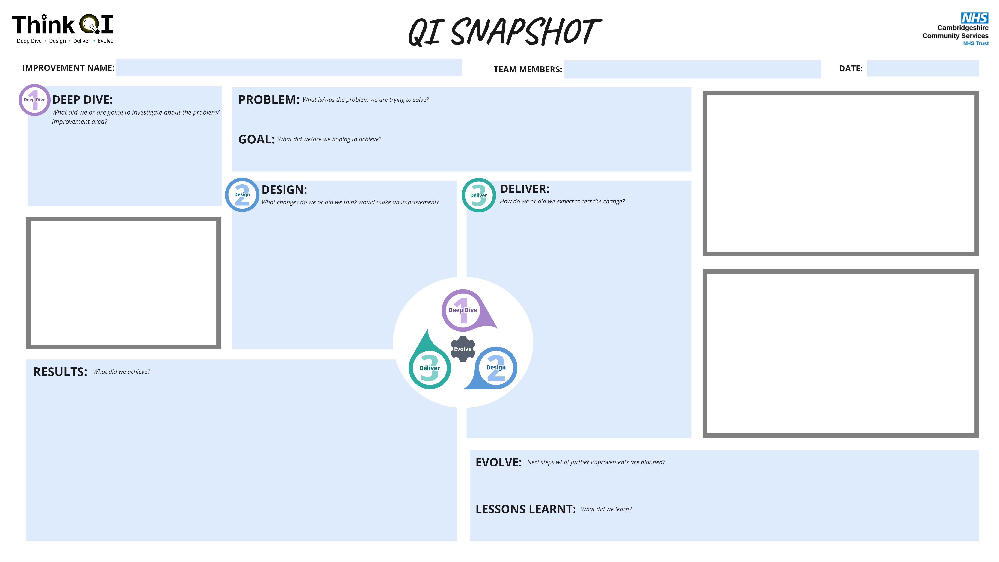 Think QI
Deep Dive • Design • Deliver • Evolve
QI SNAPSHOT
NHS
Cambridgeshire
Community Services
NHS Trust
IMPROVEMENT NAME:
TEAM MEMBERS:
DATE:
1
Deep Dive
DEEP DIVE:
What did we or are going to investigate about the problem/
improvement area?
PROBLEM: What is/was the problem we are trying to solve?
GOAL: What did we/are we hoping to achieve?
2
Design
DESIGN:
What changes do we or did we think would make an improvement?
3
Deliver
DELIVER:
How do we or did we expect to test the change?
1
Deep Dive
Evolve
3
Deliver
2
Design
RESULTS: What did we achieve?
EVOLVE: Next steps what further improvements are planned?
LESSONS LEARNT: What did we learn?